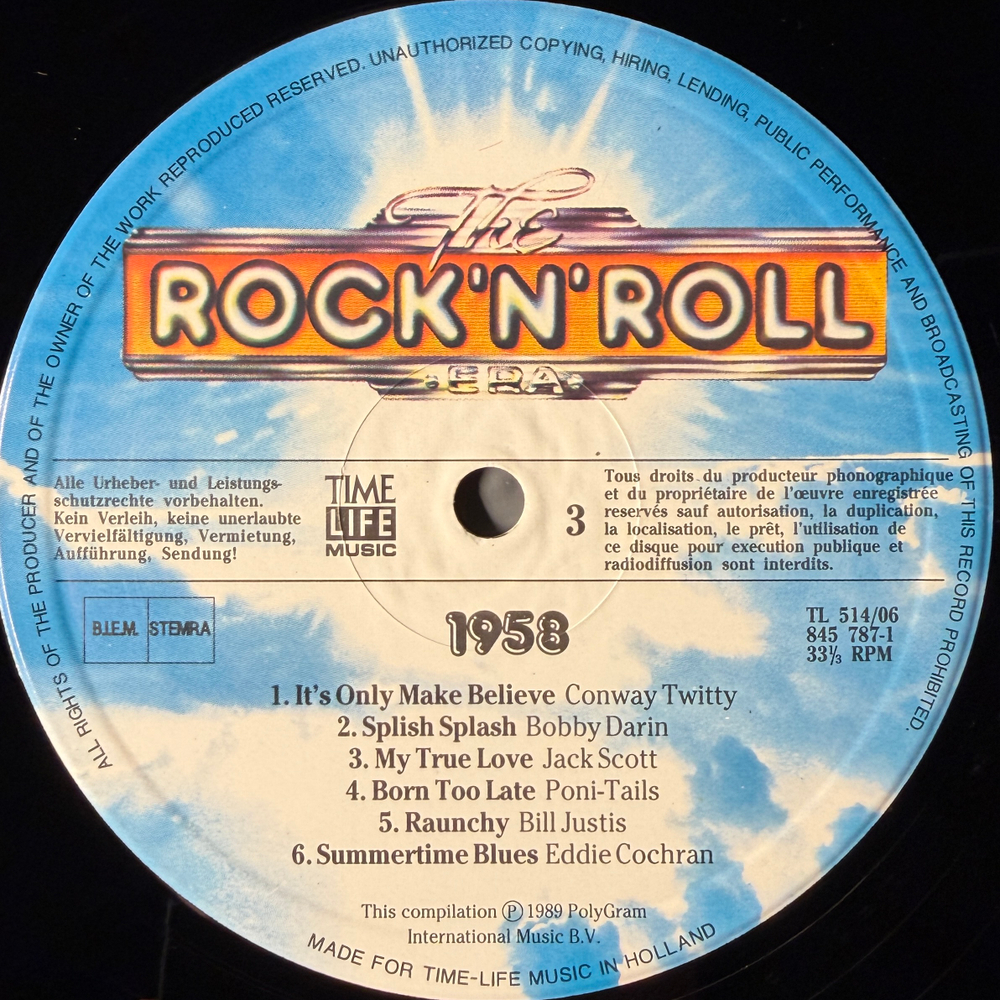 ALL RIGHTS OF THE PRODUCER AND OF THE OWNER OF THE WORK REPRODUCED RESERVED. UNAUTHORIZED COPYING, HIRING, LENDING, PUBLIC PERFORMANCE AND BROADCASTING OF THIS RECORD PROHIBITED.
The
ROCK'N'ROLL
·ERA·
Alle Urheber- und Leistungs-
schutzrechte vorbehalten.
Kein Verleih, keine unerlaubte
Vervielfältigung, Vermietung,
Aufführung, Sendung!
TIME
LIFE
MUSIC
3
Tous droits du producteur phonographique
et du propriétaire de l'œuvre enregistrée
reservés sauf autorisation, la duplication,
la localisation, le prêt, l'utilisation de
ce disque pour execution publique et
radiodiffusion sont interdits.
B.I.E.M. STEMRA
1958
TL 514/06
845 787-1
33⅓ RPM
1. It's Only Make Believe Conway Twitty
2. Splish Splash Bobby Darin
3. My True Love Jack Scott
4. Born Too Late Poni-Tails
5. Raunchy Bill Justis
6. Summertime Blues Eddie Cochran
This compilation ℗ 1989 PolyGram
International Music B.V.
MADE FOR TIME-LIFE MUSIC IN HOLLAND